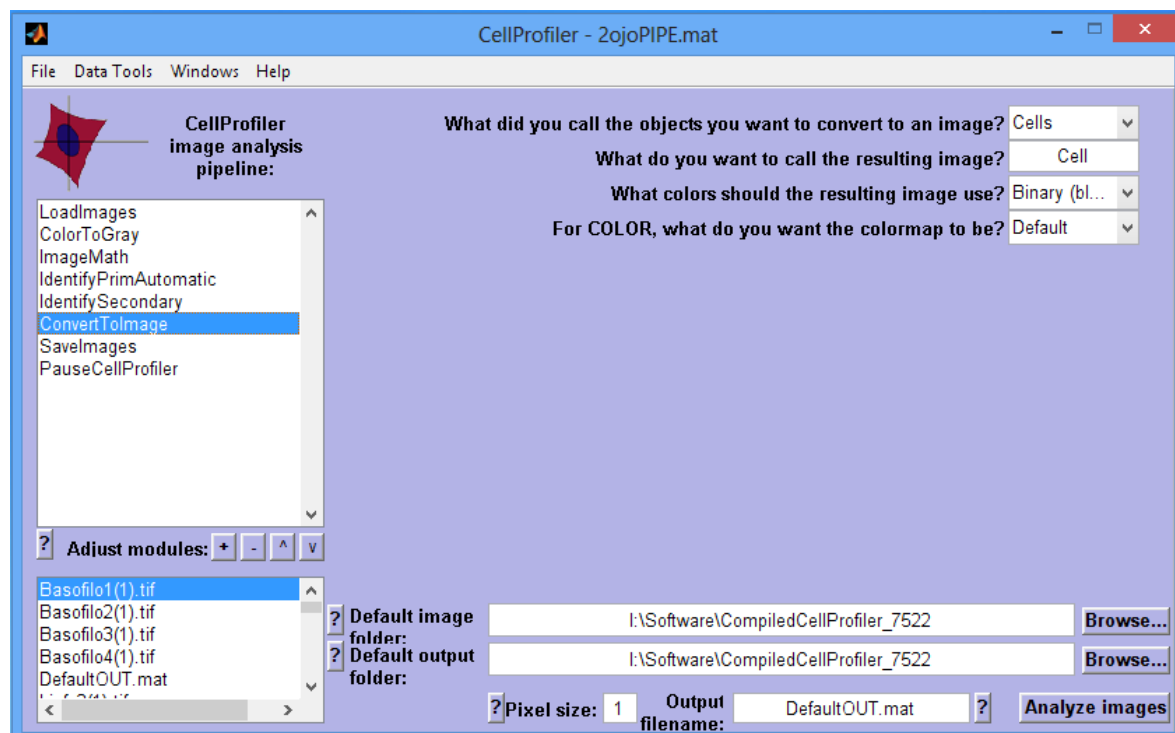 CellProfiler - 2ojoPIPE.mat
File Data Tools Windows Help
CellProfiler
image analysis
pipeline:
What did you call the objects you want to convert to an image? Cells
What do you want to call the resulting image? Cell
What colors should the resulting image use? Binary (bl...
For COLOR, what do you want the colormap to be? Default
LoadImages
ColorToGray
ImageMath
IdentifyPrimAutomatic
IdentifySecondary
ConvertToImage
SaveImages
PauseCellProfiler
? Adjust modules: + - ^ v
Basofilo1(1).tif
Basofilo2(1).tif
Basofilo3(1).tif
Basofilo4(1).tif
DefaultOUT.mat
? Default image
folder:
I:\Software\CompiledCellProfiler_7522 Browse...
? Default output
folder:
I:\Software\CompiledCellProfiler_7522 Browse...
? Pixel size: 1
Output
filename:
DefaultOUT.mat ? Analyze images